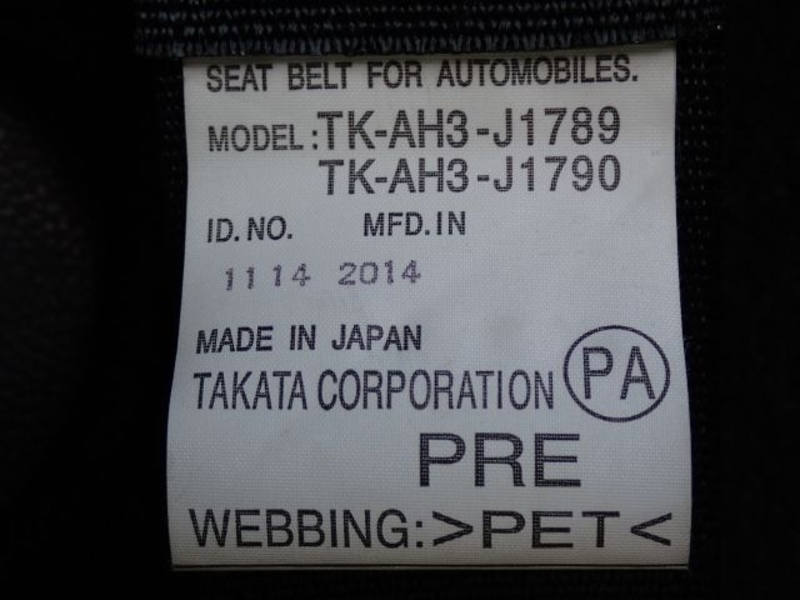 SEAT BELT FOR AUTOMOBILES.
MODEL:TK-AH3-J1789
TK-AH3-J1790
ID.NO. MFD.IN
1114 2014
MADE IN JAPAN
TAKATA CORPORATION PA
PRE
WEBBING:>PET<